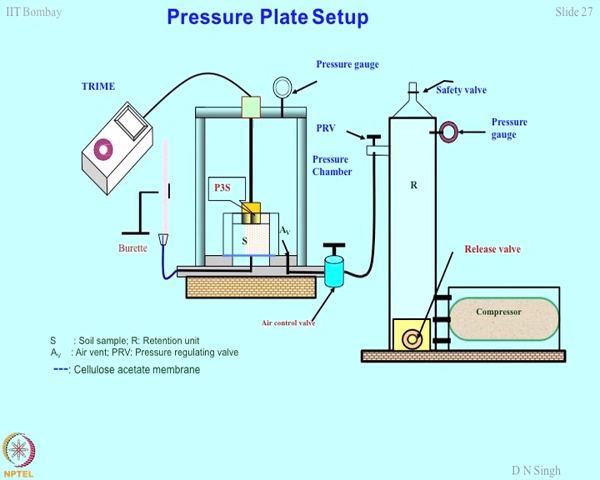 IIT Bombay
Slide 27
Pressure Plate Setup
Pressure gauge
TRIME
Safety valve
PRV
Pressure
gauge
Pressure
Chamber
P3S
R
AV
S
Burette
Release valve
Compressor
Air control valve
S : Soil sample; R: Retention unit
AV : Air vent; PRV: Pressure regulating valve
---: Cellulose acetate membrane
NPTEL
D N Singh